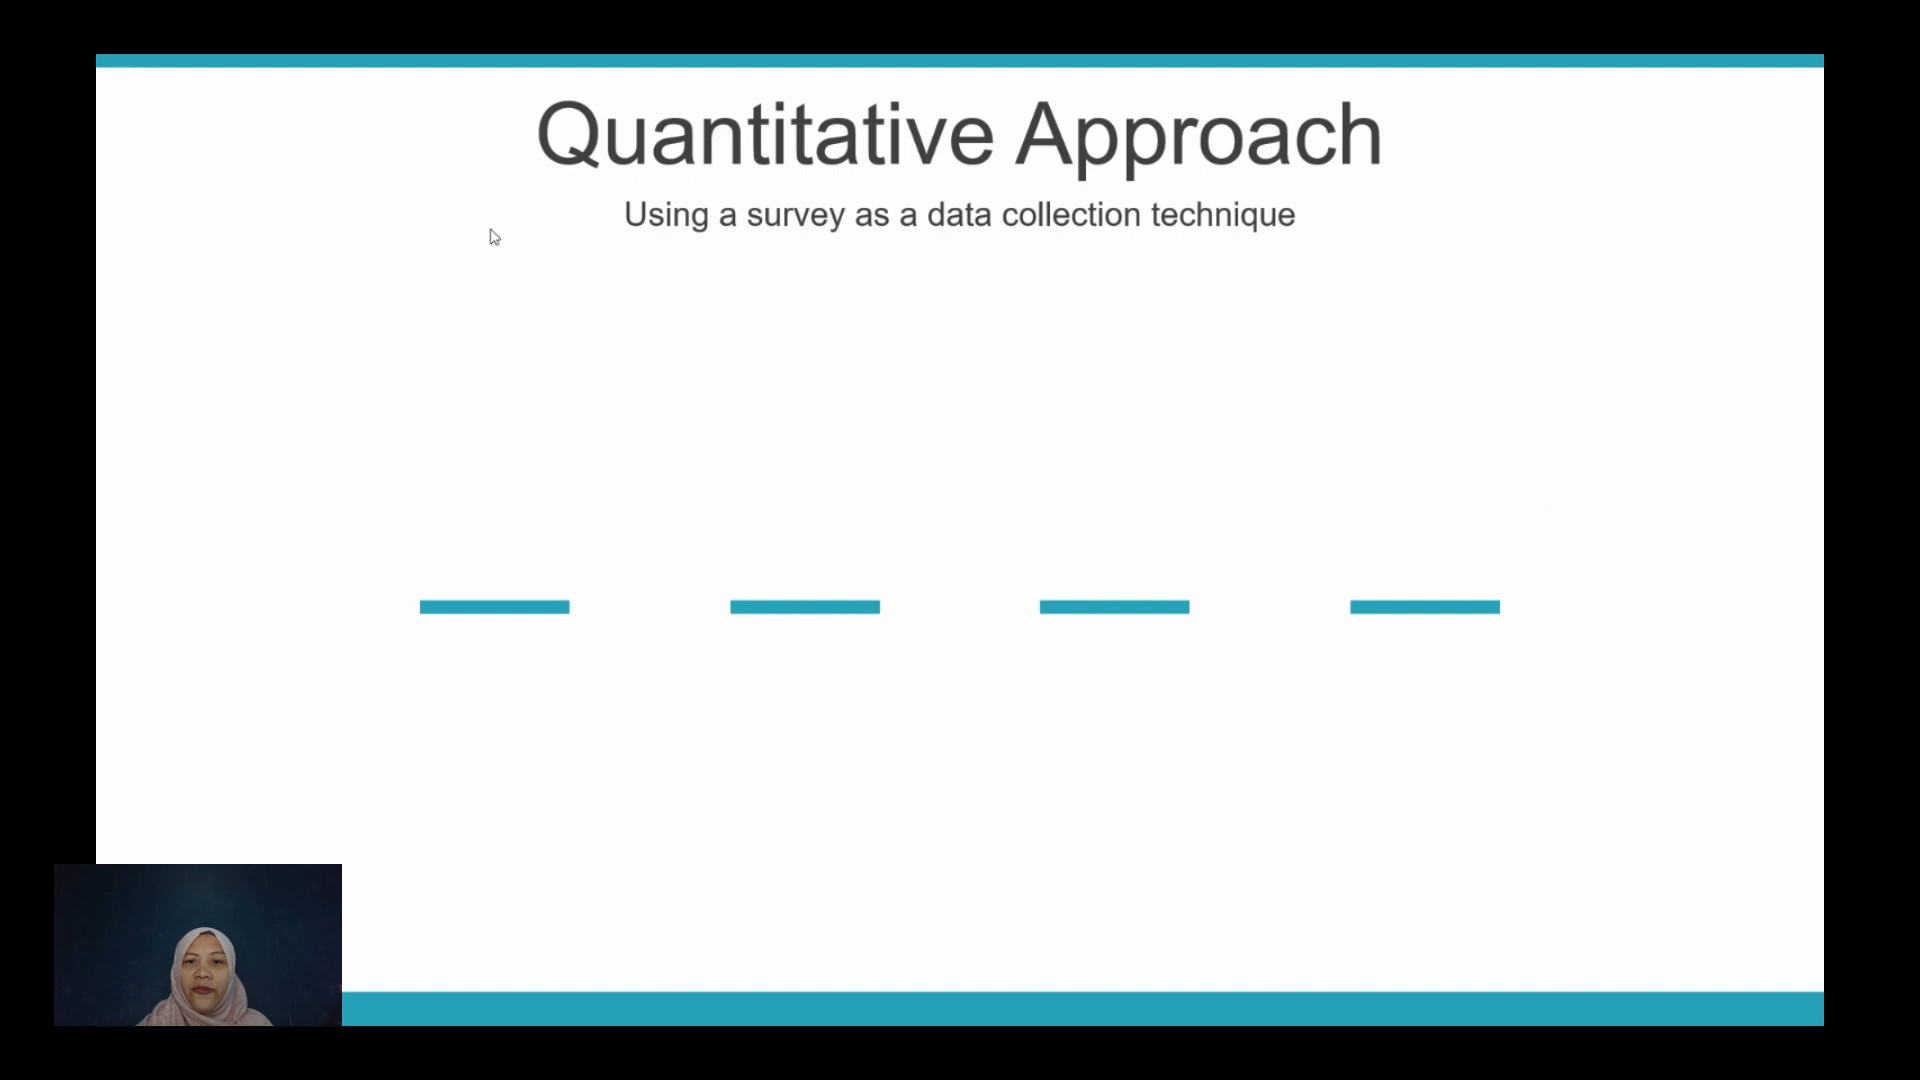 Quantitative Approach
Using a survey as a data collection technique